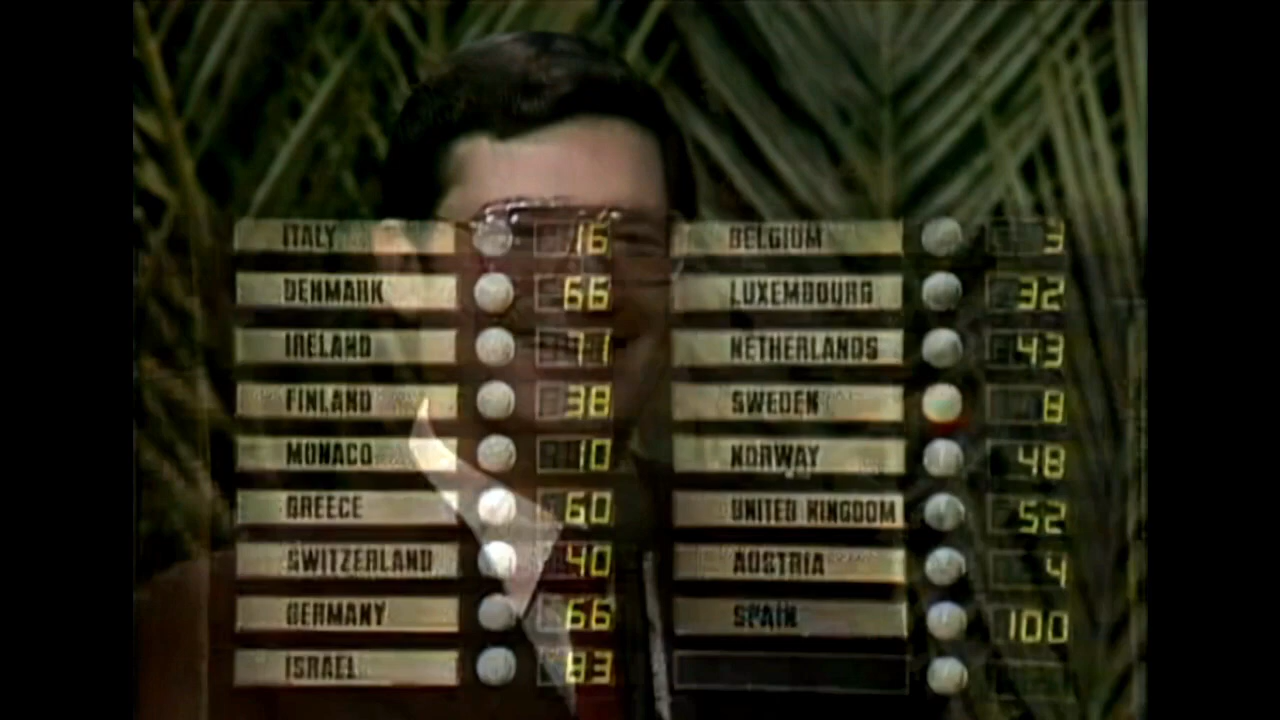 ITALY 16 BELGIUM 3
DENMARK 66 LUXEMBOURG 32
IRELAND NETHERLANDS 43
FINLAND 38 SWEDEN 8
MONACO 10 NORWAY 48
GREECE 60 UNITED KINGDOM 52
SWITZERLAND 40 AUSTRIA 4
GERMANY 66 SPAIN 100
ISRAEL 83